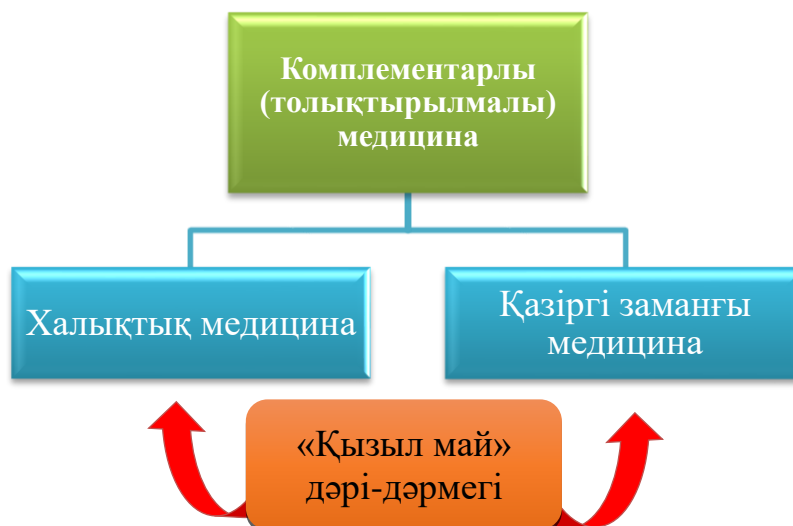 Комплементарлы
(толықтырылмалы)
медицина
Халықтық медицина
Қазіргі заманғы
медицина
«Қызыл май»
дәрі-дәрмегі